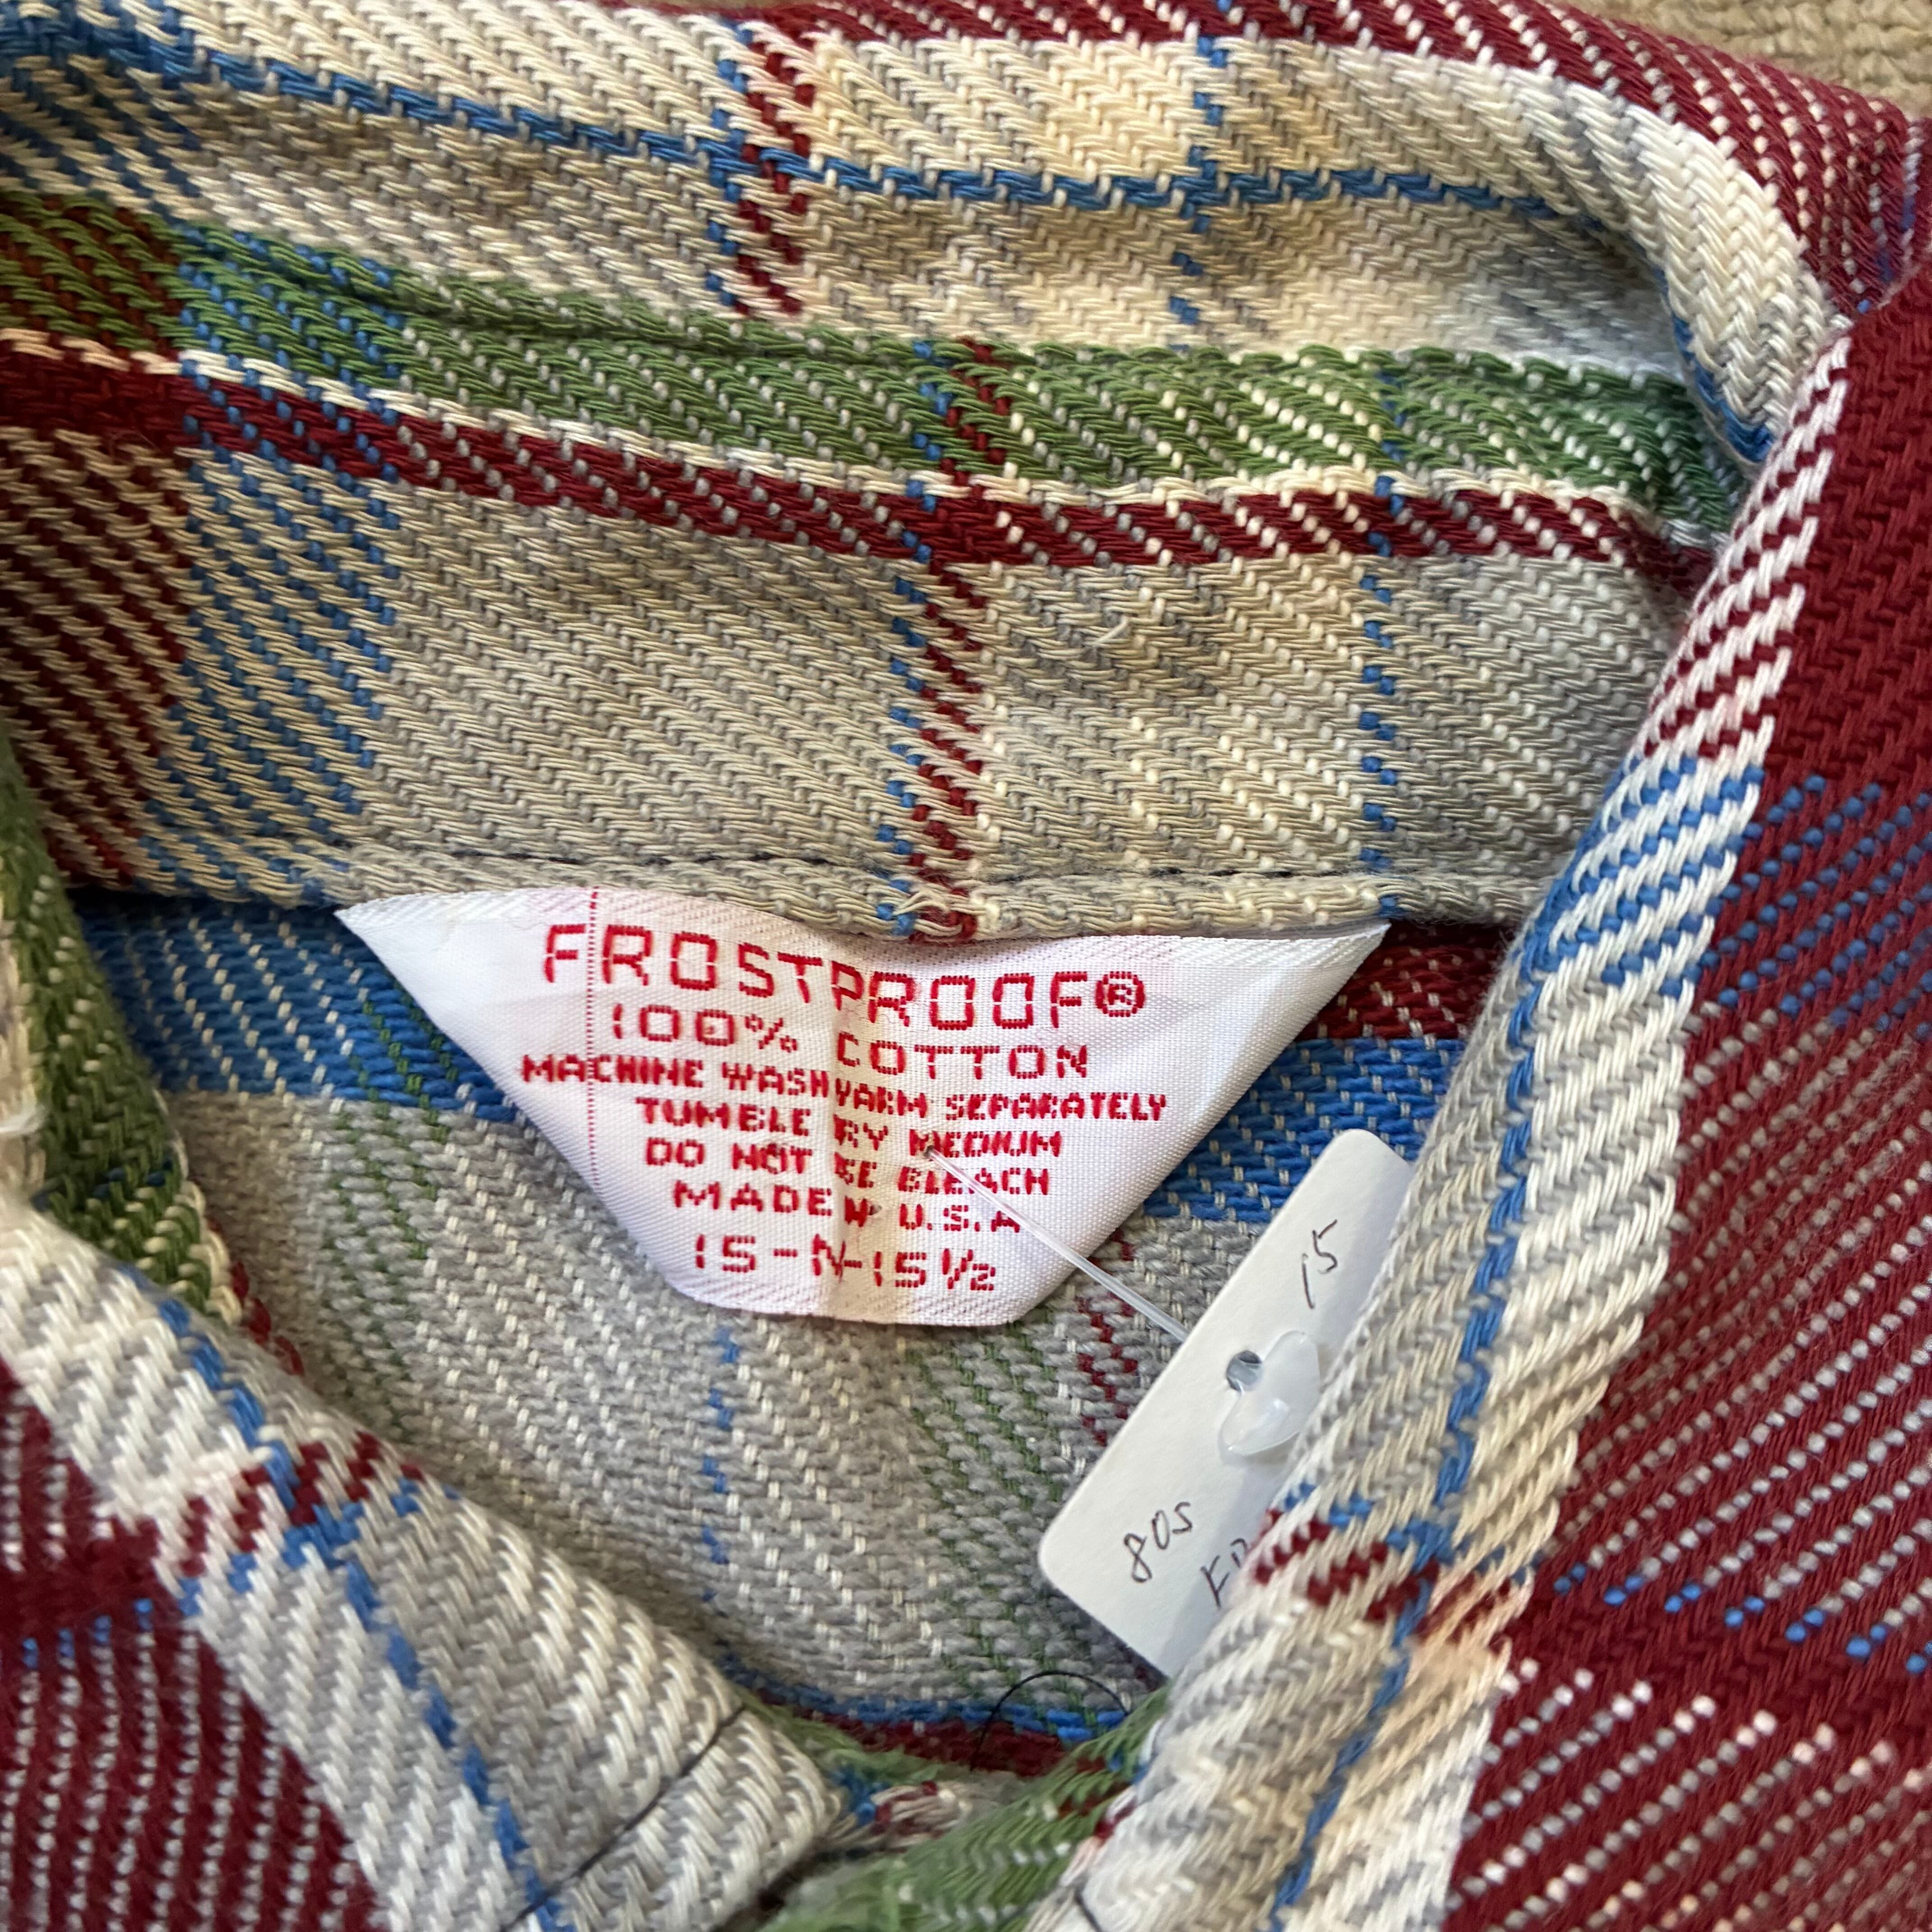 FROSTPROOF®
100% COTTON
MACHINE WASH WARM SEPARATELY
TUMBLE DRY MEDIUM
DO NOT BE BLEACH
MADE IN U.S.A
15-N-15½
15
80s